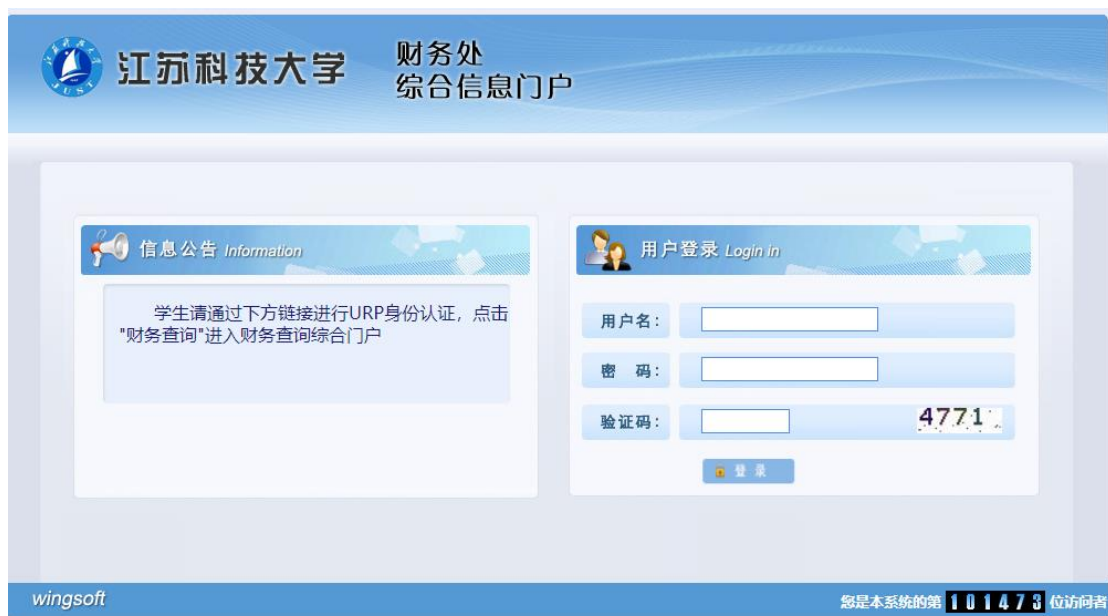 江苏科技大学
财务处
综合信息门户
JUST
信息公告 Information
学生请通过下方链接进行URP身份认证，点击
"财务查询"进入财务查询综合门户
用户登录 Login in
用户名：
密 码：
验证码：
4771
登 录
wingsoft
您是本系统的第 101473 位访问者